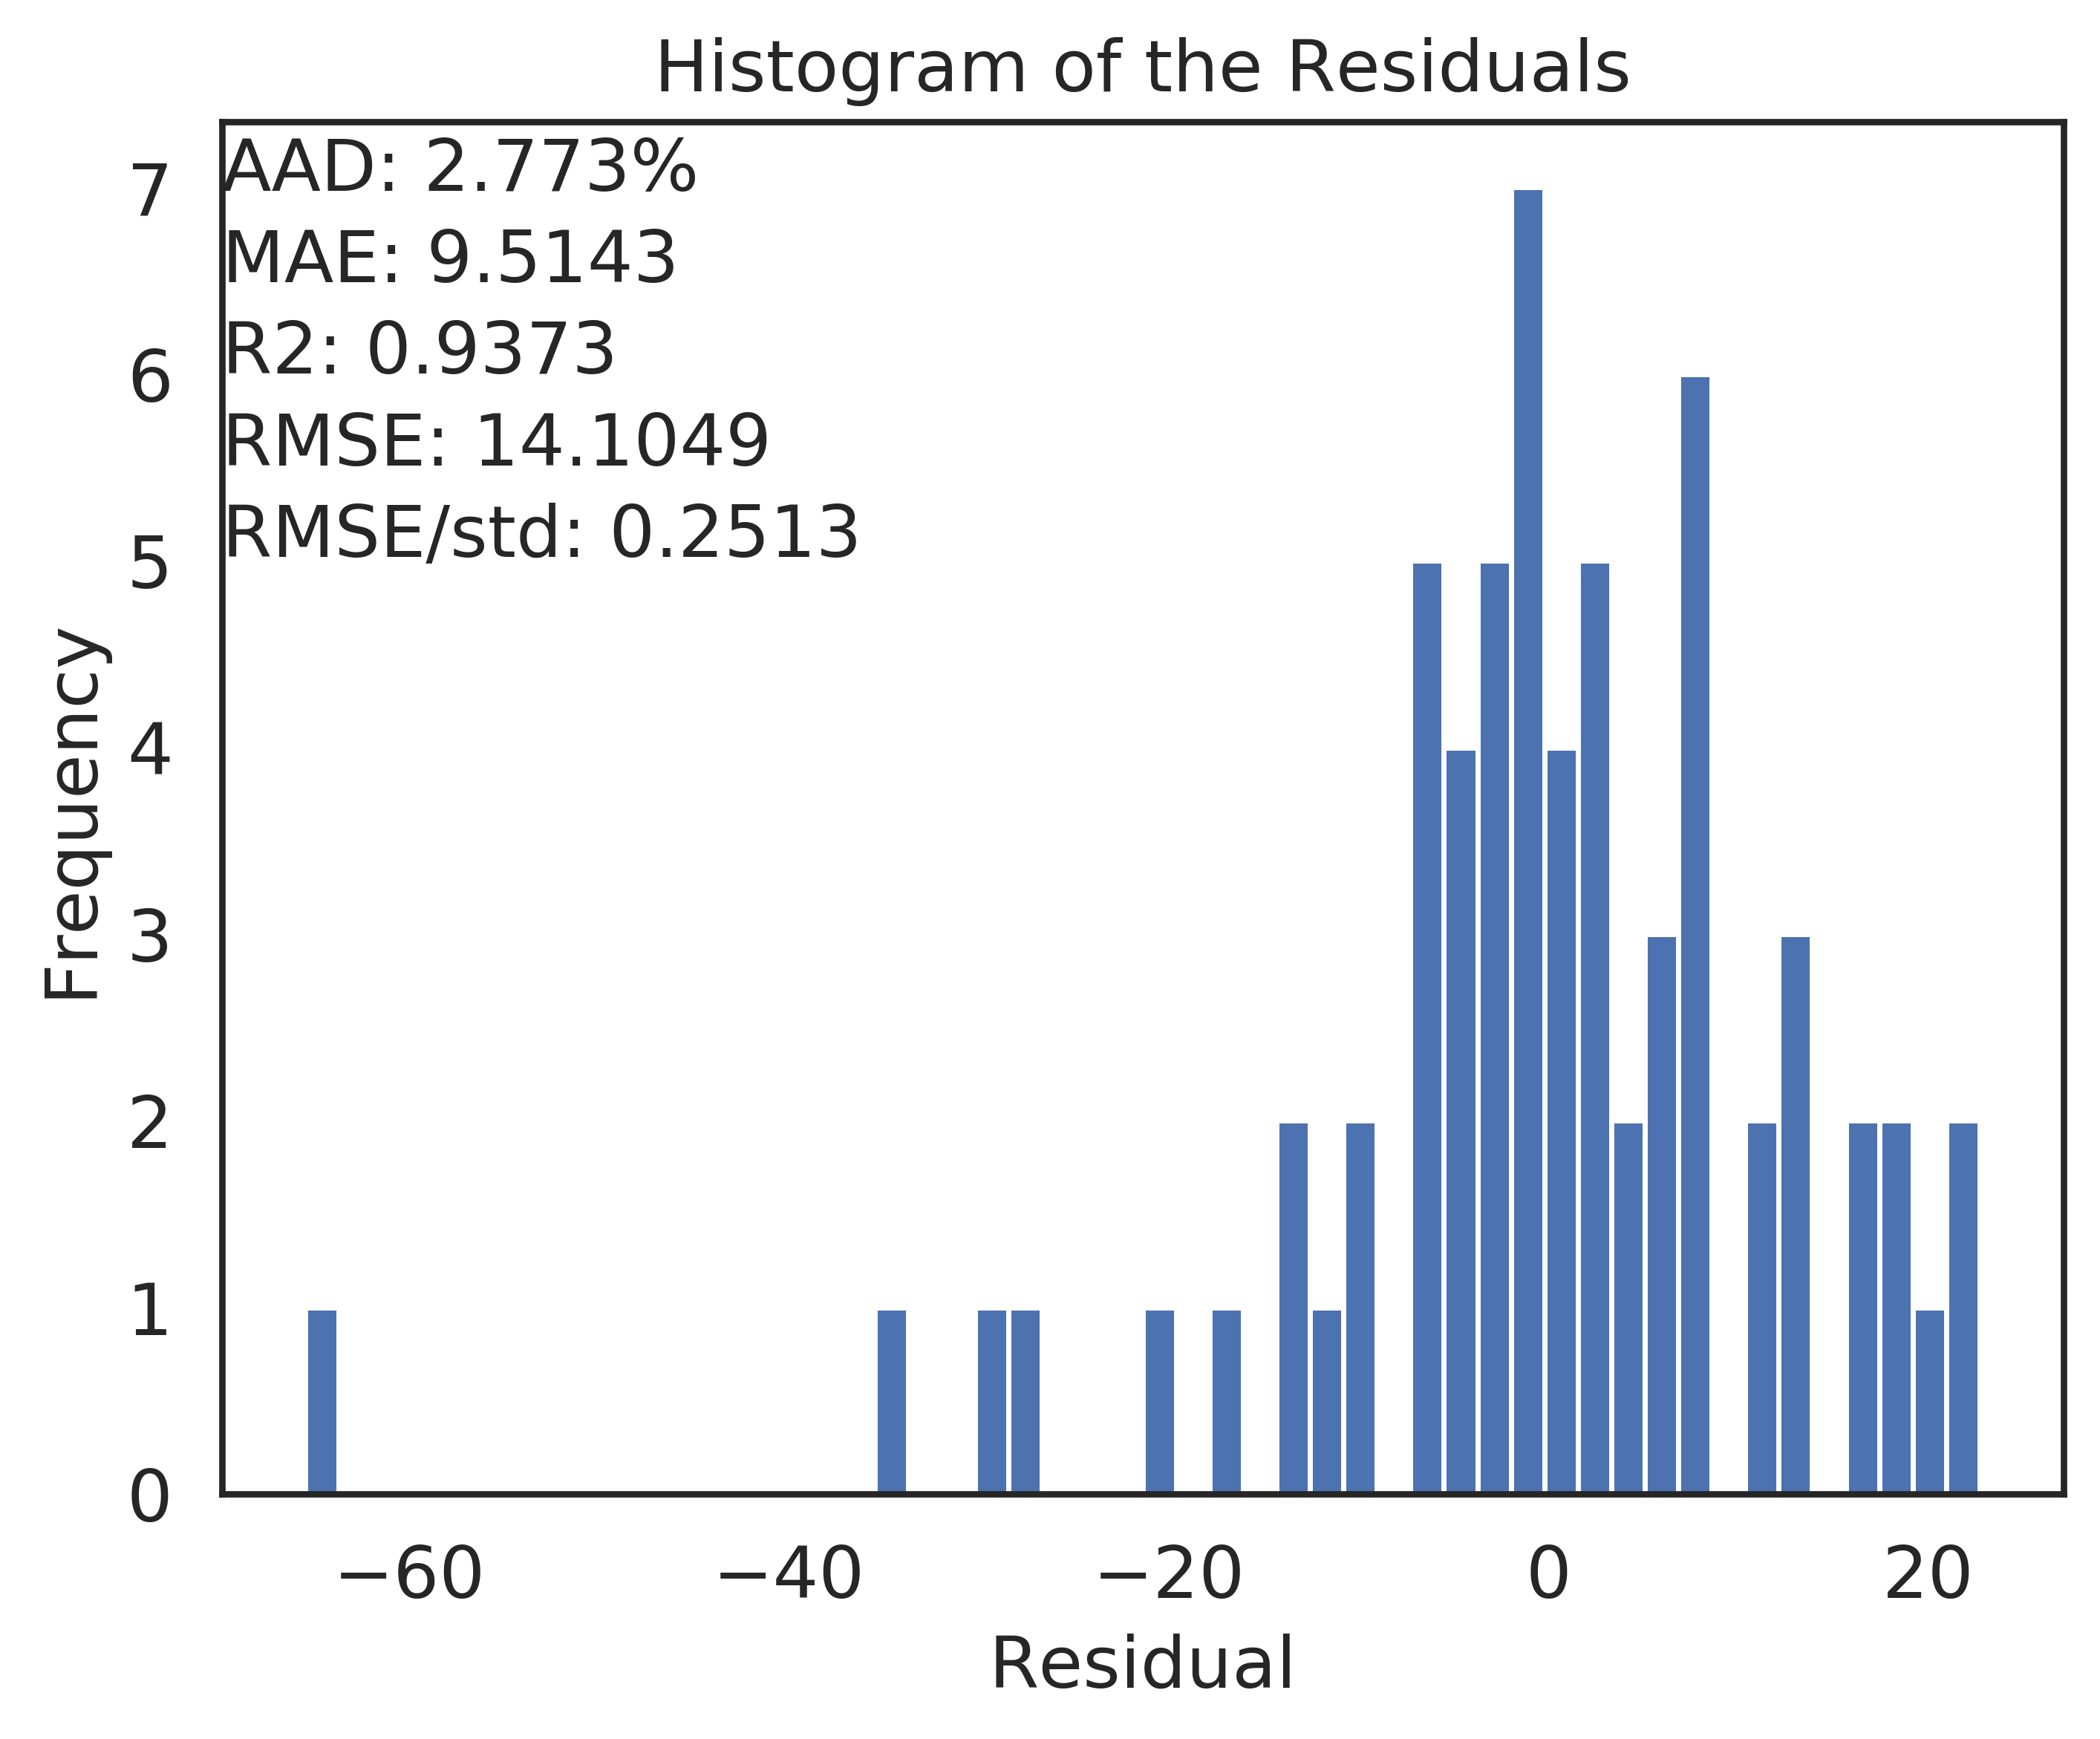 Histogram of the Residuals
AAD: 2.773%
MAE: 9.5143
R2: 0.9373
RMSE: 14.1049
RMSE/std: 0.2513
Frequency
7
6
5
4
3
2
1
0
−60 −40 −20 0 20
Residual